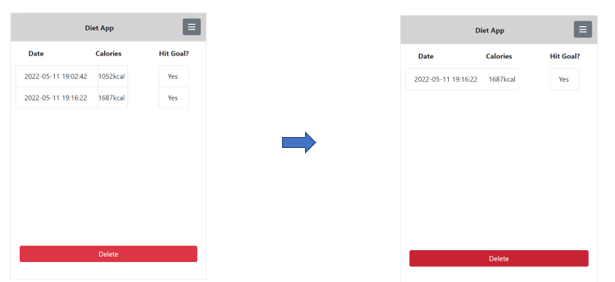 Diet App
Date Calories Hit Goal?
2022-05-11 19:02:42 1052kcal Yes
2022-05-11 19:16:22 1687kcal Yes
Delete
Diet App
Date Calories Hit Goal?
2022-05-11 19:16:22 1687kcal Yes
Delete